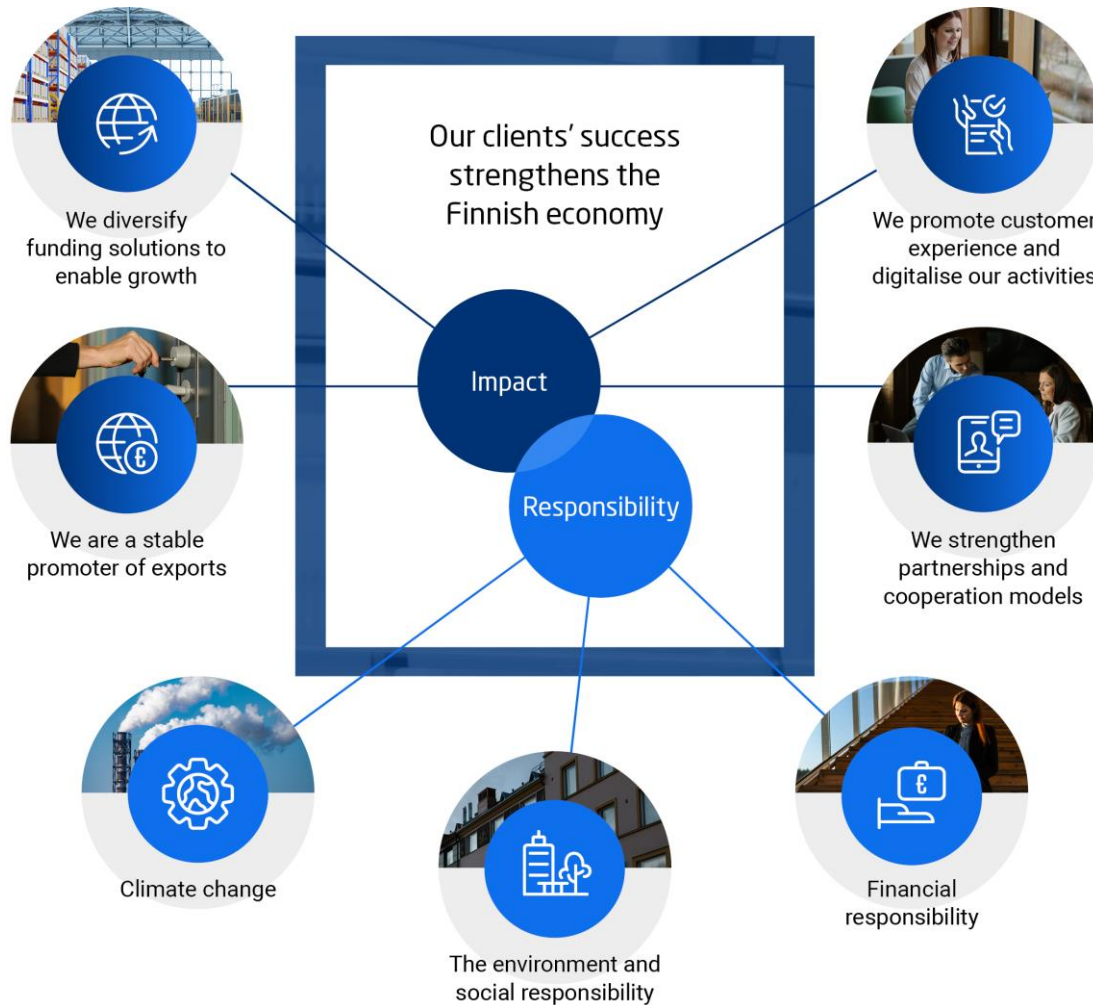 Our clients’ success
strengthens the
Finnish economy
We diversify
funding solutions to
enable growth
We promote customer
experience and
digitalise our activities
Impact
We are a stable
promoter of exports
Responsibility
We strengthen
partnerships and
cooperation models
Climate change
The environment and
social responsibility
Financial
responsibility
£
£